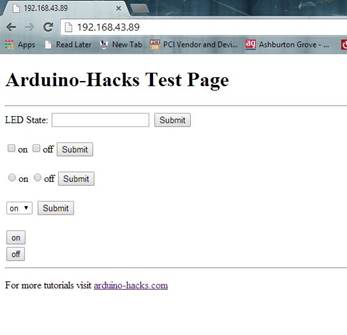 192.168.43.89
192.168.43.89
Apps Read Later New Tab PCI Vendor and Devi... Ashburton Grove - ...
Arduino-Hacks Test Page
LED State: Submit
on off Submit
on off Submit
on Submit
on
off
For more tutorials visit arduino-hacks.com